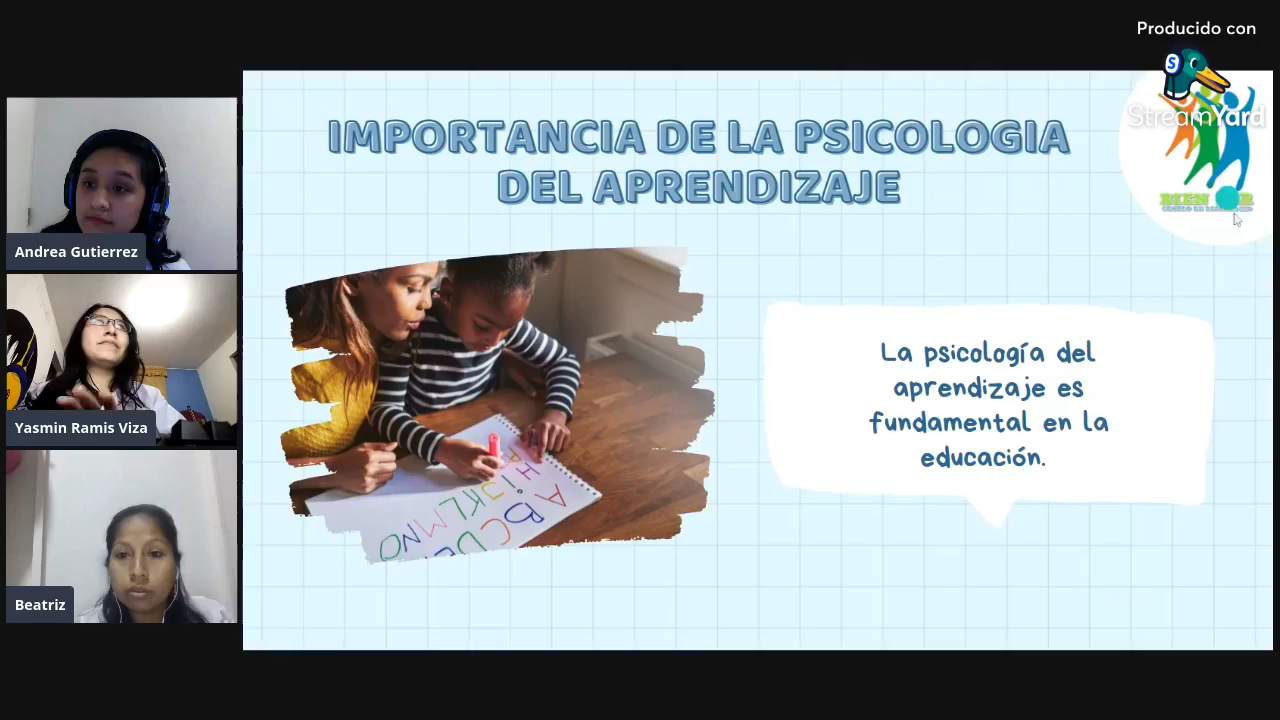 Producido con
StreamYard
IMPORTANCIA DE LA PSICOLOGIA
DEL APRENDIZAJE
Andrea Gutierrez
Yasmin Ramis Viza
Beatriz
La psicología del
aprendizaje es
fundamental en la
educación.
A
B
H i J K L M N O